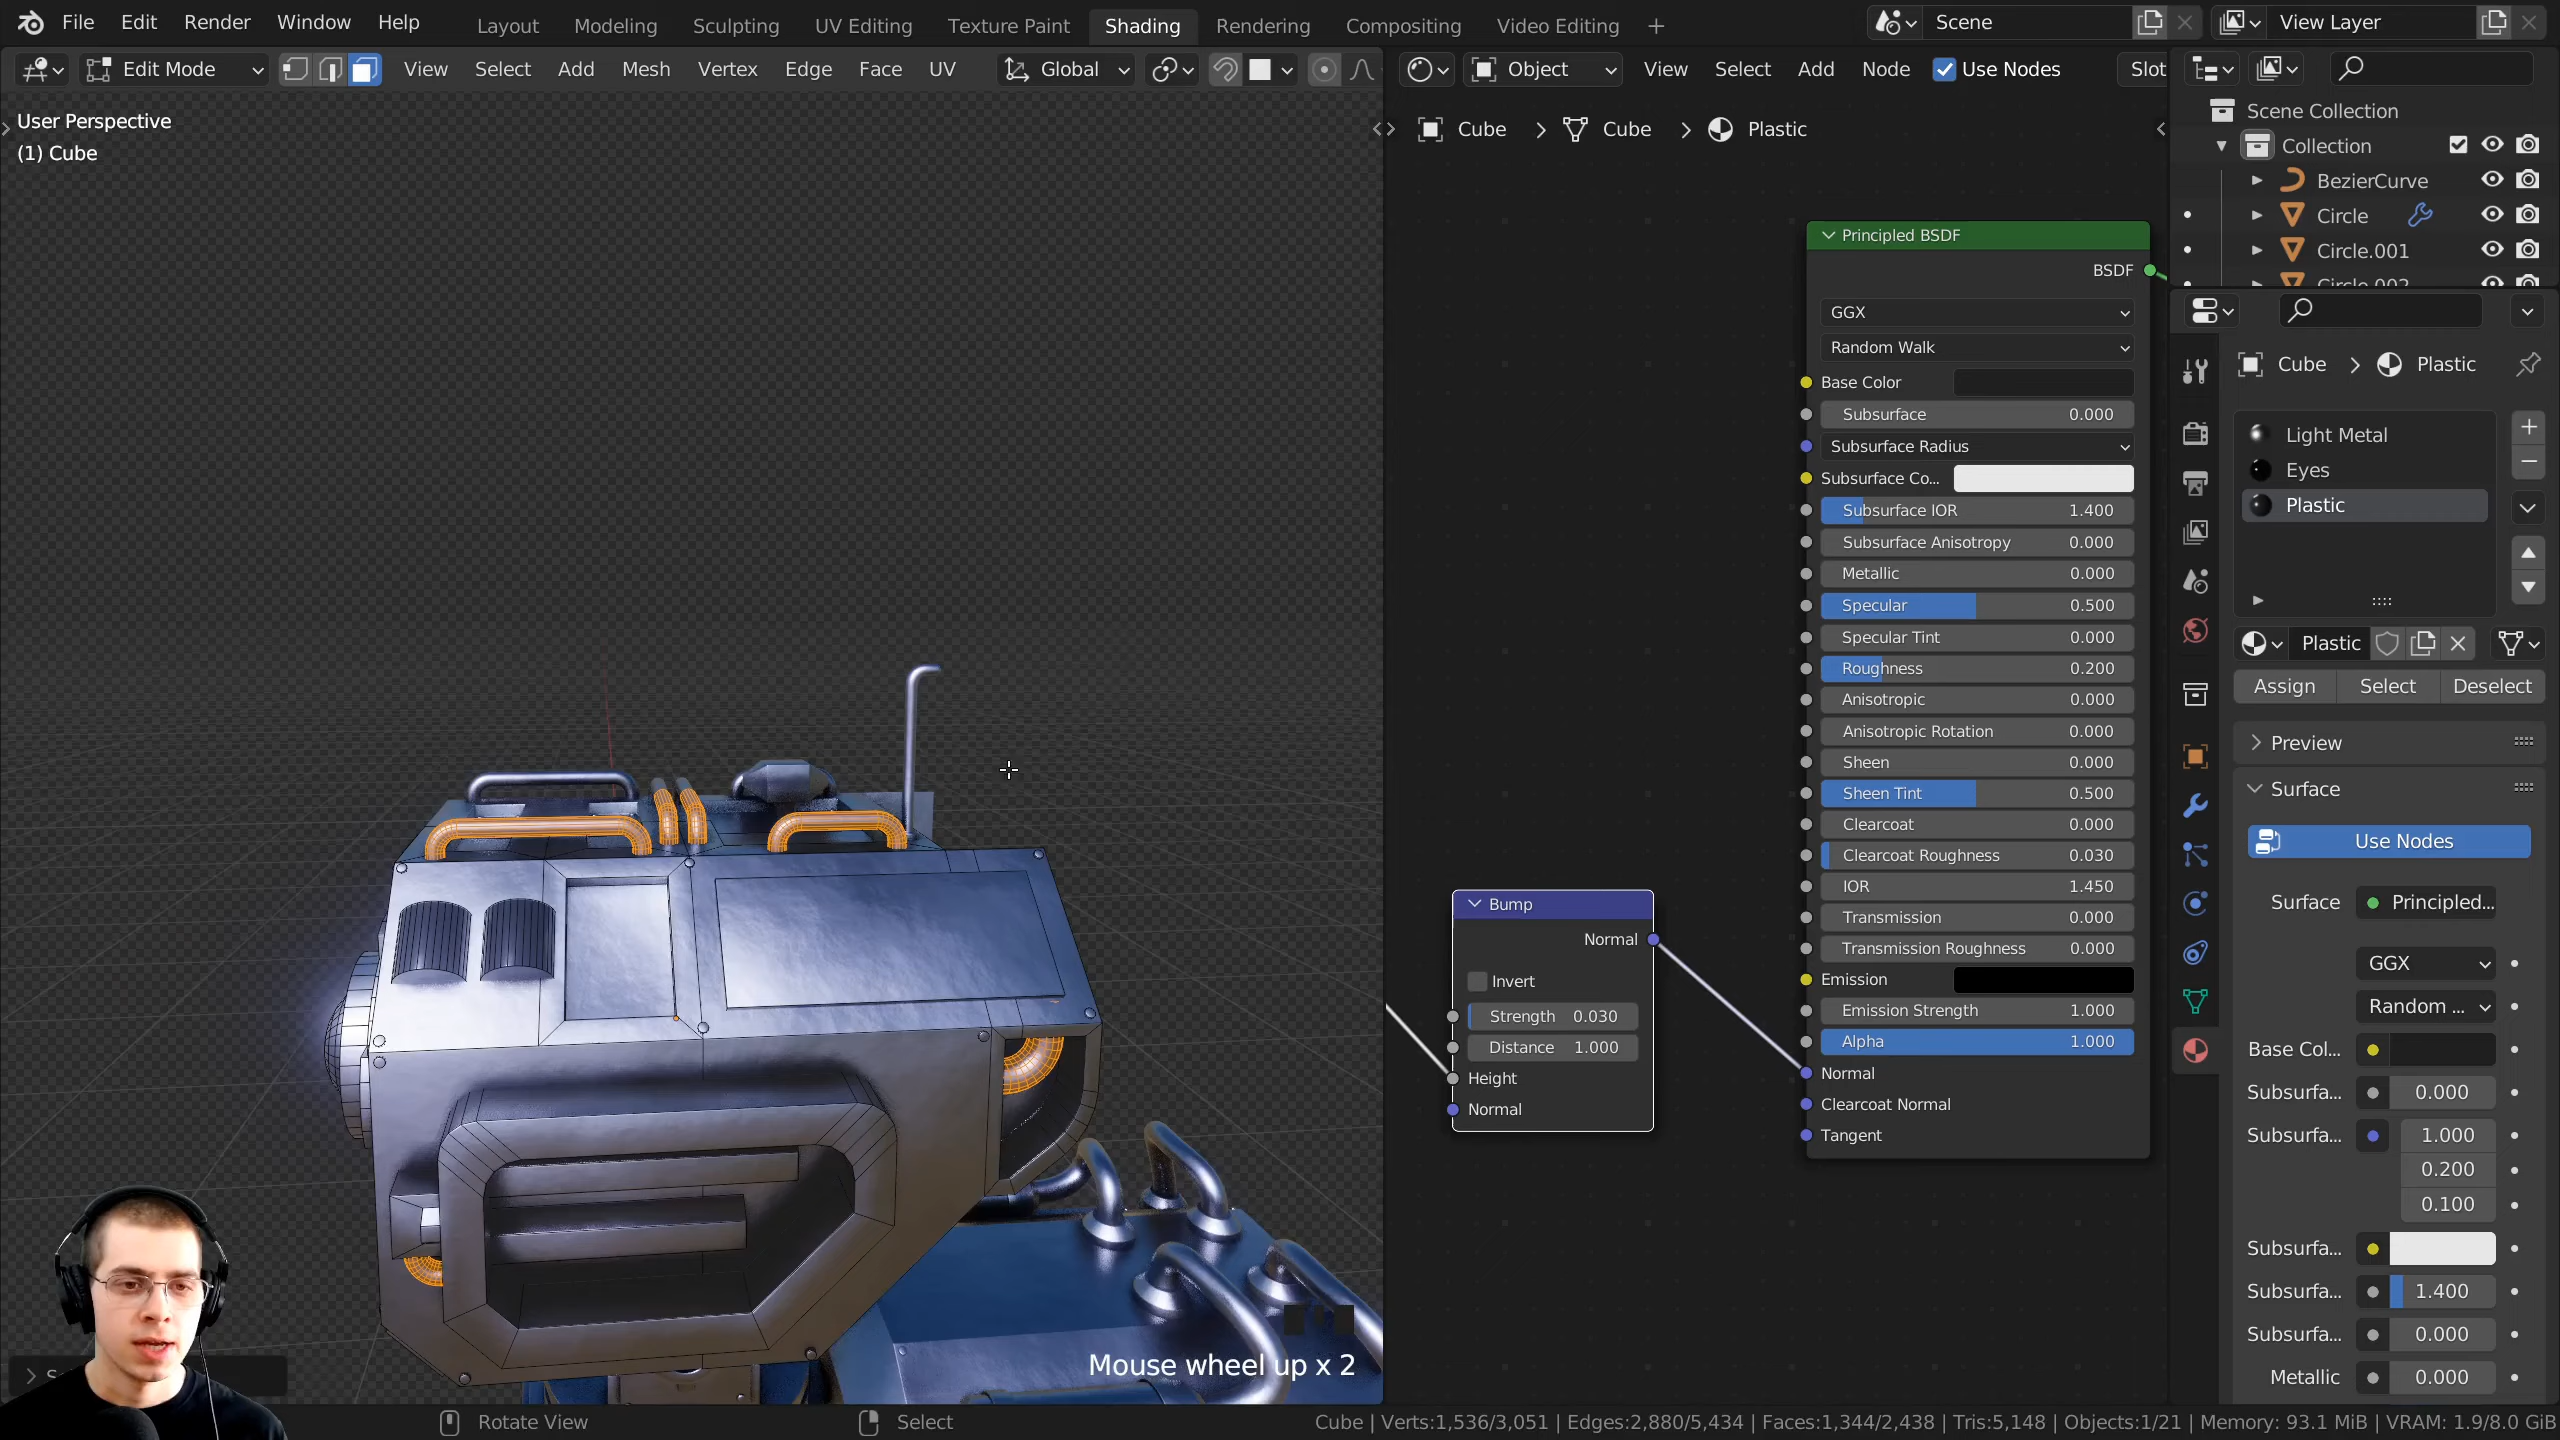 File Edit Render Window Help Layout Modeling Sculpting UV Editing Texture Paint Shading Rendering Compositing Video Editing + Scene View Layer
Edit Mode View Select Add Mesh Vertex Edge Face UV Global Object View Select Add Node Use Nodes Slot
User Perspective
(1) Cube
Cube > Cube > Plastic
Scene Collection
Collection
BezierCurve
Circle
Circle.001
Circle.002
Principled BSDF
BSDF
GGX
Random Walk
Base Color
Subsurface 0.000
Subsurface Radius
Subsurface Co...
Subsurface IOR 1.400
Subsurface Anisotropy 0.000
Metallic 0.000
Specular 0.500
Specular Tint 0.000
Roughness 0.200
Anisotropic 0.000
Anisotropic Rotation 0.000
Sheen 0.000
Sheen Tint 0.500
Clearcoat 0.000
Clearcoat Roughness 0.030
IOR 1.450
Transmission 0.000
Transmission Roughness 0.000
Emission
Emission Strength 1.000
Alpha 1.000
Normal
Clearcoat Normal
Tangent
Bump
Normal
Invert
Strength 0.030
Distance 1.000
Height
Normal
Cube > Plastic
Light Metal
Eyes
Plastic
Plastic
Assign Select Deselect
Preview
Surface
Use Nodes
Surface Principled...
GGX
Random ...
Base Col...
Subsurfa... 0.000
Subsurfa... 1.000
0.200
0.100
Subsurfa...
Subsurfa... 1.400
Subsurfa... 0.000
Metallic 0.000
Mouse wheel up x 2
Rotate View Select Cube | Verts:1,536/3,051 | Edges:2,880/5,434 | Faces:1,344/2,438 | Tris:5,148 | Objects:1/21 | Memory: 93.1 MiB | VRAM: 1.9/8.0 GiB